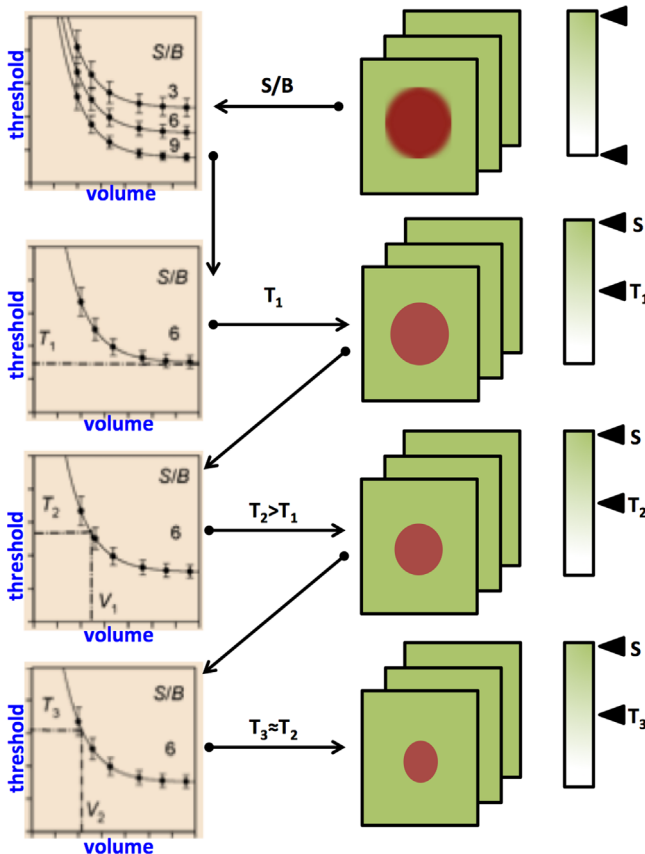 threshold
S/B
3
6
9
volume
S/B
threshold
S/B
6
T1
volume
T1
S
T1
threshold
S/B
T2
6
V1
volume
T2>T1
S
T2
threshold
S/B
T3
6
V2
volume
T3≈T2
S
T3